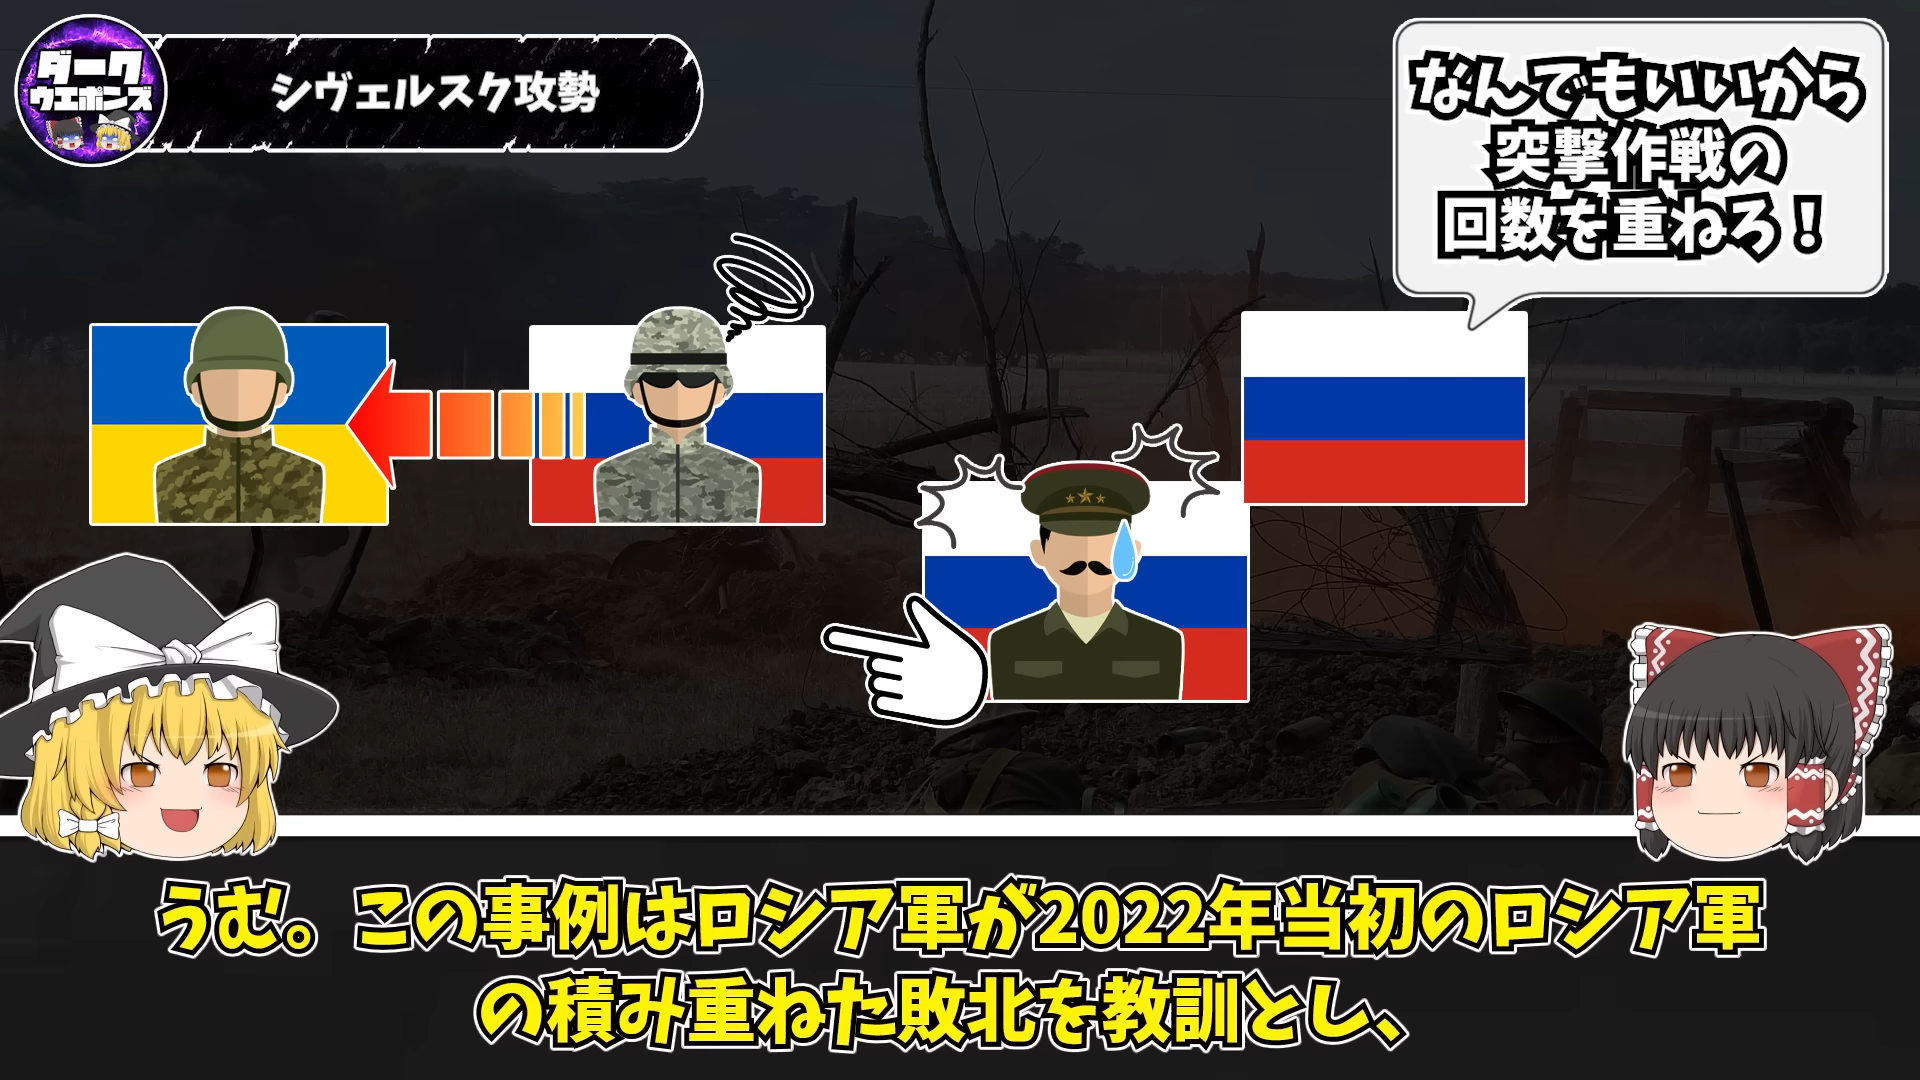 ダーク
ウエポンズ
シヴェルスク攻勢
なんでもいいから
突撃作戦の
回数を重ねろ！
うむ。この事例はロシア軍が2022年当初のロシア軍
の積み重ねた敗北を教訓とし、